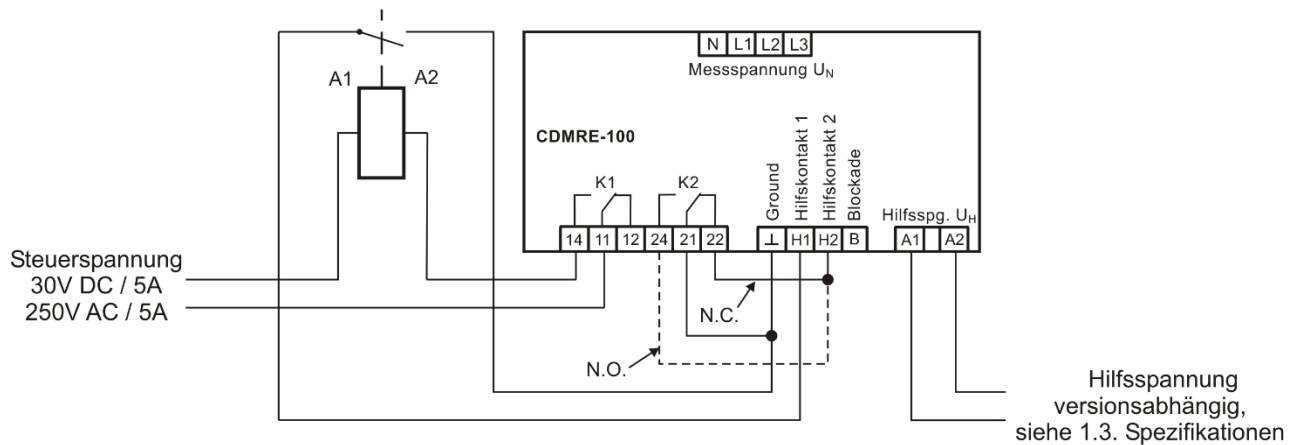 A1 A2
N L1 L2 L3
Messspannung UN
CDMRE-100
Ground
Hilfskontakt 1
Hilfskontakt 2
Blockade
K1 K2
Hilfsspg. UH
14 11 12 24 21 22 ⊥ H1 H2 B A1 A2
Steuerspannung
30V DC / 5A
250V AC / 5A
N.C.
N.O.
Hilfsspannung
versionsabhängig,
siehe 1.3. Spezifikationen